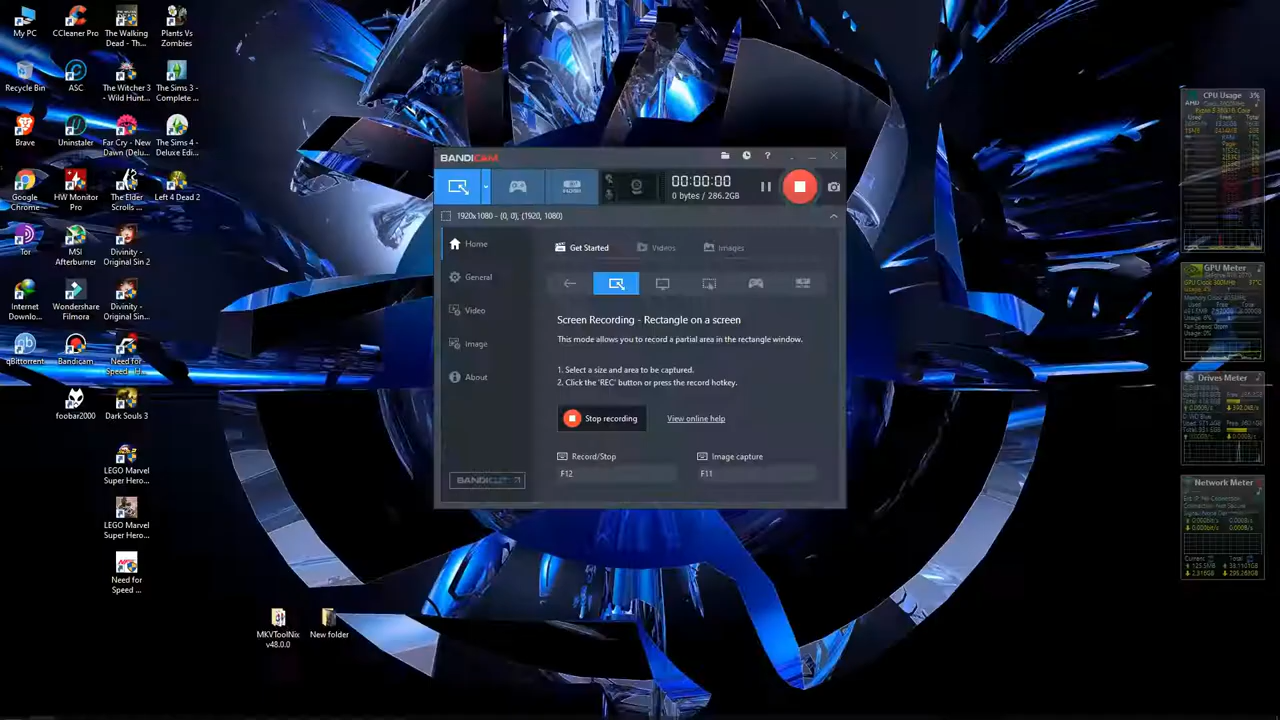 My PC
CCleaner Pro
The Walking
Dead - Th...
Plants Vs
Zombies
Recycle Bin
ASC
The Witcher 3
- Wild Hunt...
The Sims 3 -
Complete ...
Brave
Uninstaler
Far Cry - New
Dawn (Delu...
The Sims 4 -
Deluxe Edi...
Google
Chrome
HW Monitor
Pro
The Elder
Scrolls ...
Left 4 Dead 2
Tor
MSI
Afterburner
Divinity -
Original Sin 2
Internet
Downlo...
Wondershare
Filmora
Divinity -
Original Sin...
qBittorrent
Bandicam
Need for
foobar2000
Dark Souls 3
LEGO Marvel
Super Hero...
LEGO Marvel
Super Hero...
Need for
Speed ...
MKVToolNix
v48.0.0
New folder
BANDICAM
00:00:00
0 bytes / 286.2GB
1920x1080 - (0, 0), (1920, 1080)
Home
General
Video
Image
About
BANDICUT
Get Started
Videos
Images
Screen Recording - Rectangle on a screen
This mode allows you to record a partial area in the rectangle window.
1. Select a size and area to be captured.
2. Click the 'REC' button or press the record hotkey.
Stop recording
View online help
Record/Stop
Image capture
F12
F11
CPU Usage 3%
AMD
Used Free Total
GPU Meter
37°C
Drives Meter
Network Meter